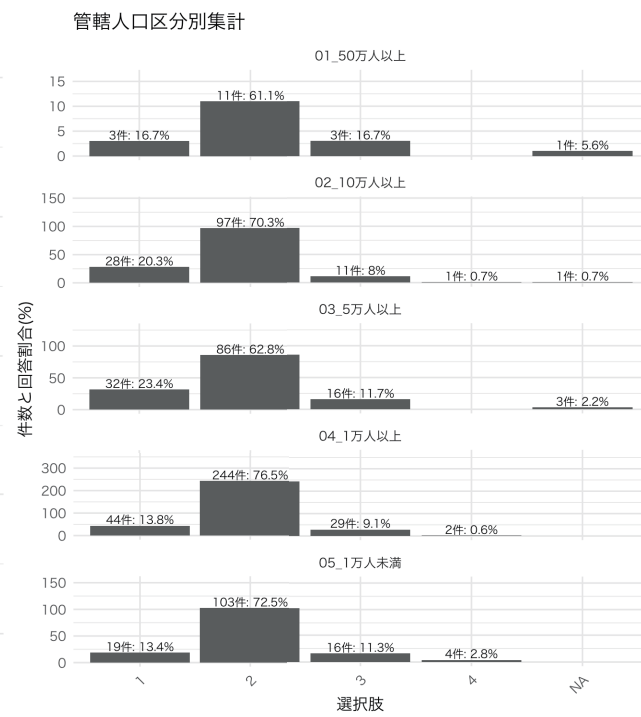 管轄人口区分別集計
01_50万人以上
15
10
5
0
3件: 16.7%
11件: 61.1%
3件: 16.7%
1件: 5.6%
02_10万人以上
150
100
50
0
28件: 20.3%
97件: 70.3%
11件: 8%
1件: 0.7%
1件: 0.7%
03_5万人以上
100
50
0
32件: 23.4%
86件: 62.8%
16件: 11.7%
3件: 2.2%
04_1万人以上
300
200
100
0
44件: 13.8%
244件: 76.5%
29件: 9.1%
2件: 0.6%
05_1万人未満
150
100
50
0
19件: 13.4%
103件: 72.5%
16件: 11.3%
4件: 2.8%
1
2
3
4
NA
選択肢
件数と回答割合(%)